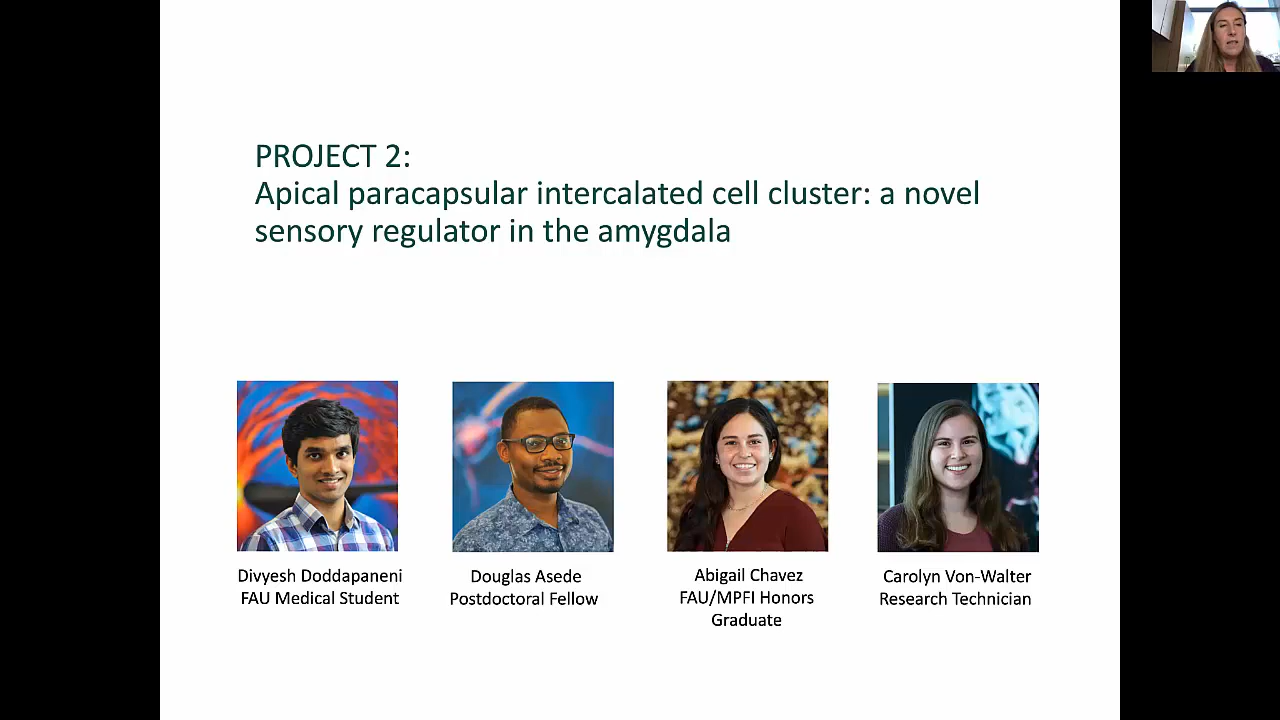 PROJECT 2:
Apical paracapsular intercalated cell cluster: a novel
sensory regulator in the amygdala
Divyesh Doddapaneni
FAU Medical Student
Douglas Asede
Postdoctoral Fellow
Abigail Chavez
FAU/MPFI Honors
Graduate
Carolyn Von-Walter
Research Technician